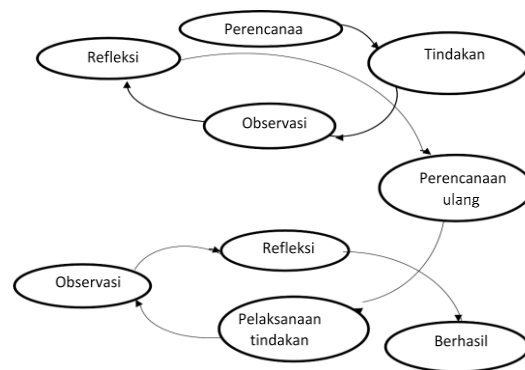 Perencanaa
Refleksi
Tindakan
Observasi
Perencanaan
ulang
Refleksi
Observasi
Pelaksanaan
tindakan
Berhasil